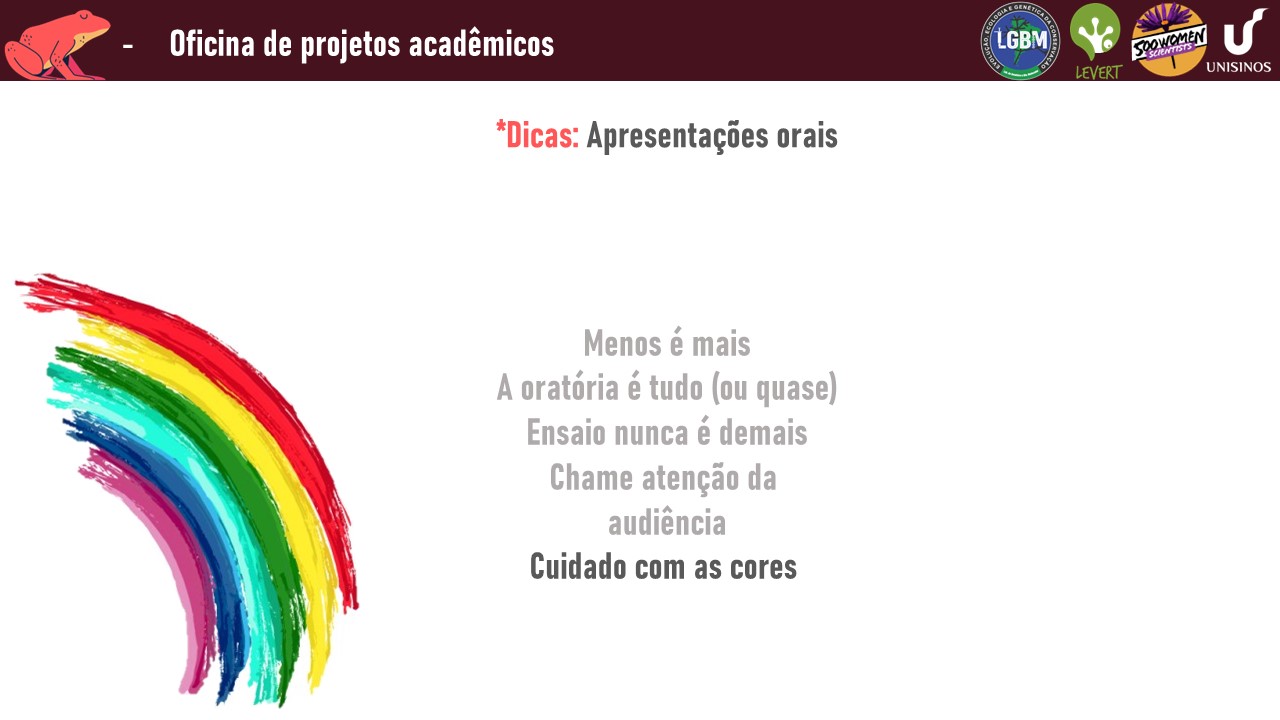 - Oficina de projetos acadêmicos
LGBM
EVOLUÇÃO, ECOLOGIA E GENÉTICA DA CONSERVAÇÃO
LEVERT
500 WOMEN
SCIENTISTS
UNISINOS
*Dicas: Apresentações orais
Menos é mais
A oratória é tudo (ou quase)
Ensaio nunca é demais
Chame atenção da
audiência
Cuidado com as cores